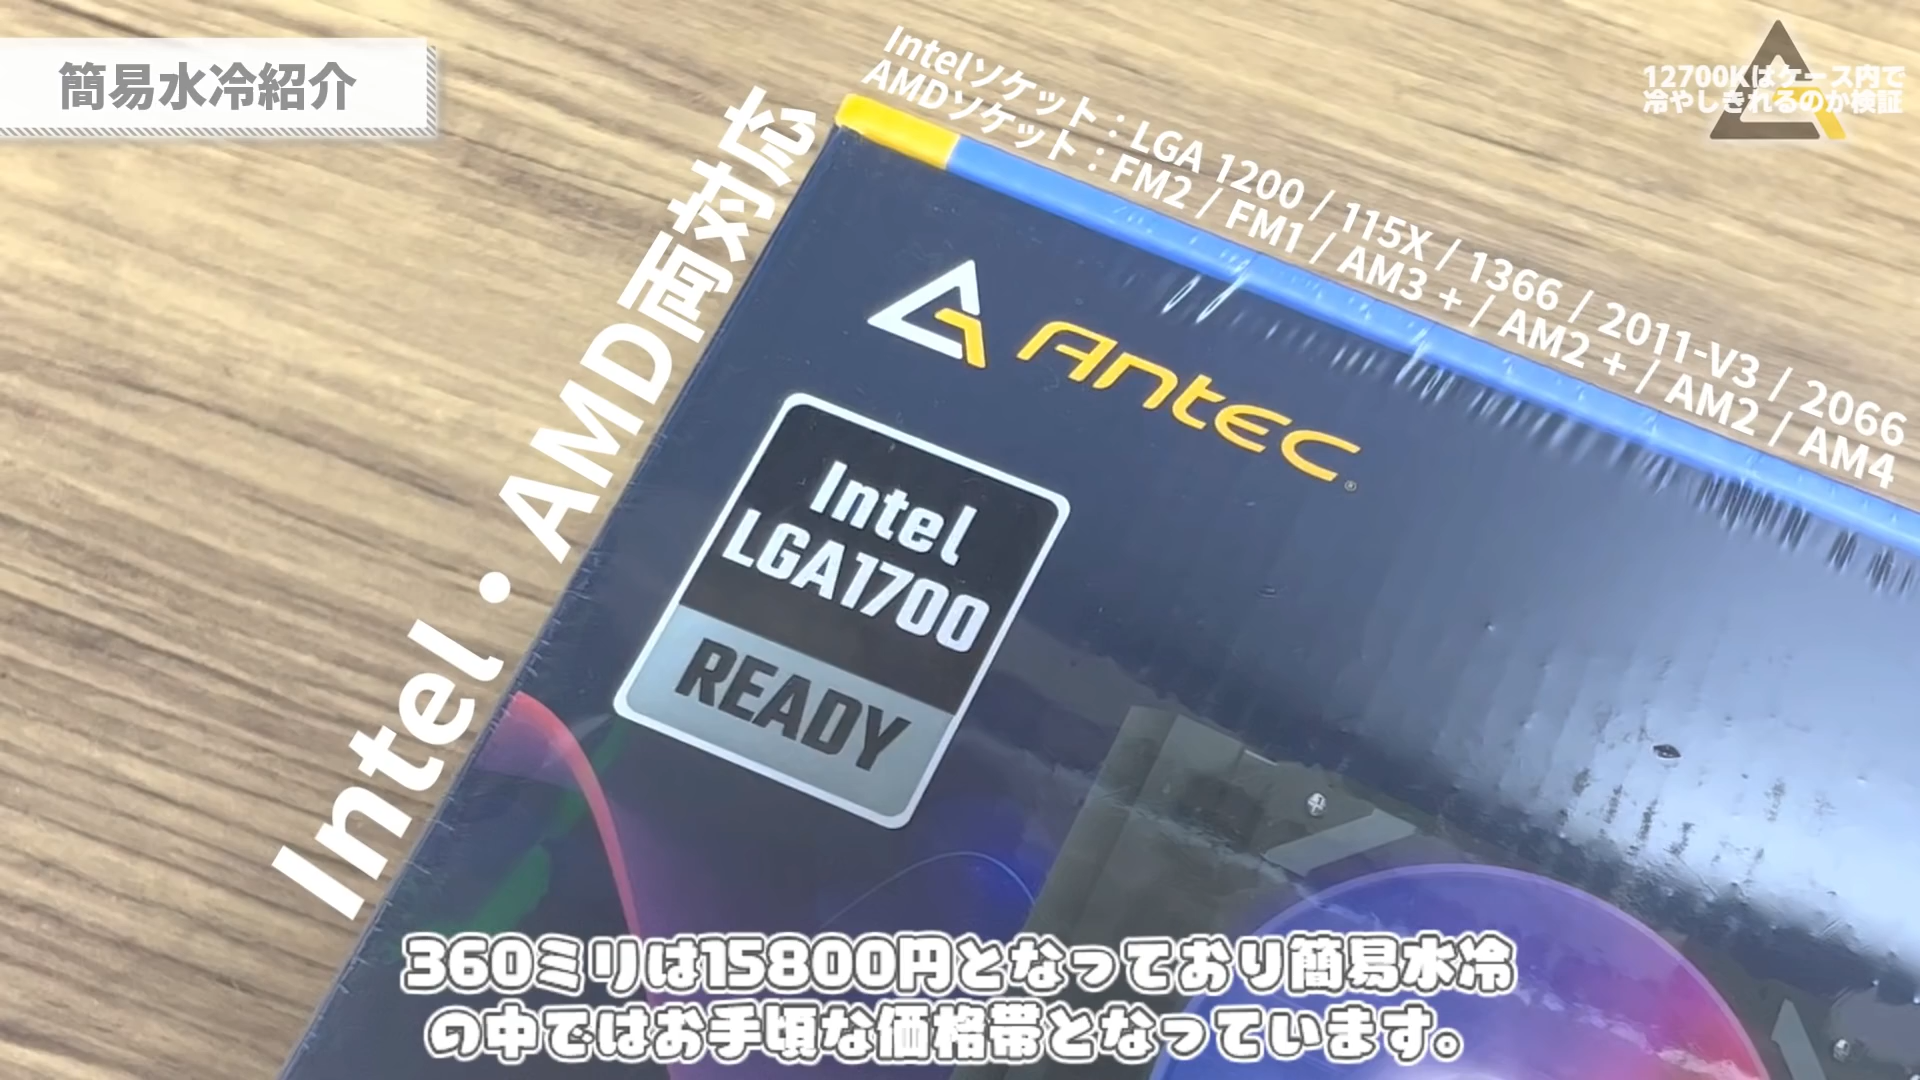 簡易水冷紹介
12700Kはケース内で
冷やしきれるのか検証
Intelソケット：LGA 1200 / 115X / 1366 / 2011-V3 / 2066
AMDソケット：FM2 / FM1 / AM3 + / AM2 + / AM2 / AM4
Intel・AMD両対応
Antec
Intel
LGA1700
READY
360ミリは15800円となっており簡易水冷
の中ではお手頃な価格帯となっています。